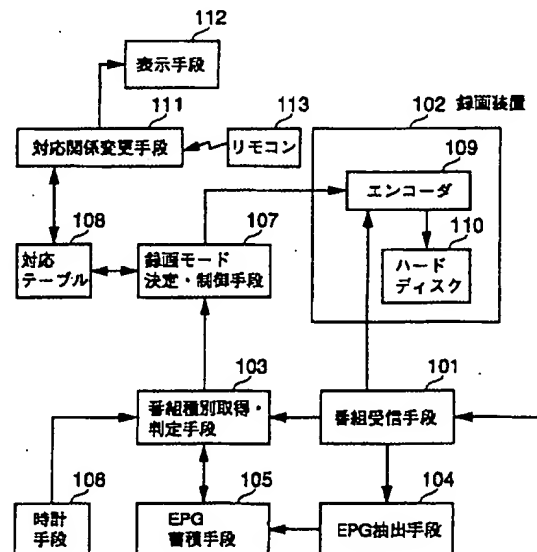 112
表示手段
111
対応関係変更手段
113
リモコン
102 録画装置
109
エンコーダ
110
ハード
ディスク
108
対応
テーブル
107
録画モード
決定・制御手段
103
番組種別取得・
判定手段
101
番組受信手段
108
時計
手段
105
EPG
蓄積手段
104
EPG抽出手段